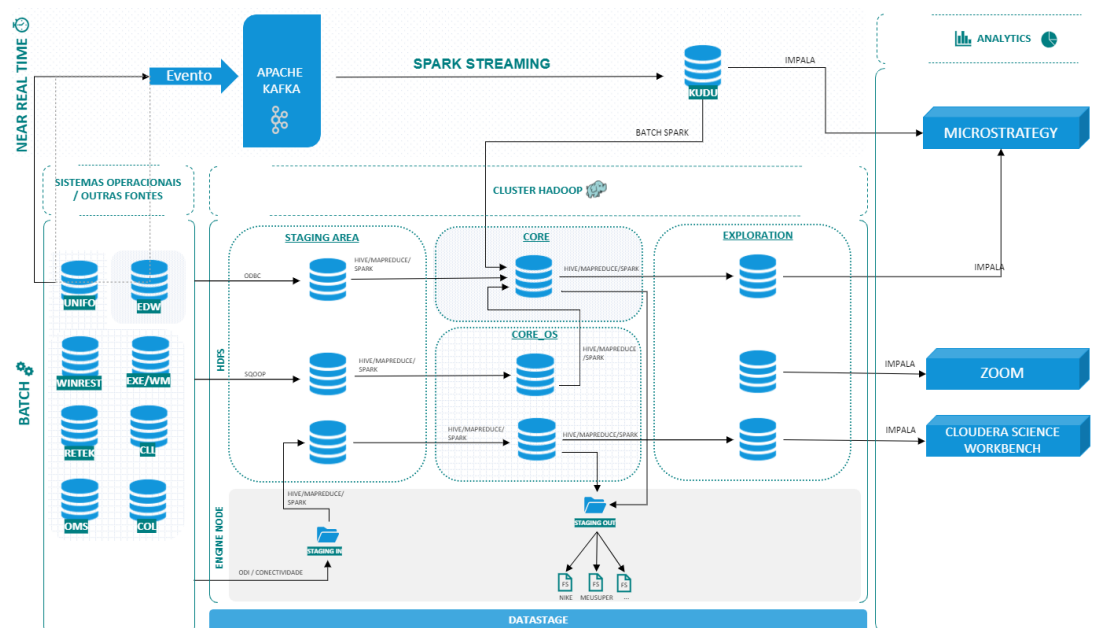 NEAR REAL TIME
Evento
APACHE
KAFKA
SPARK STREAMING
KUDU
IMPALA
BATCH SPARK
ANALYTICS
MICROSTRATEGY
SISTEMAS OPERACIONAIS
/ OUTRAS FONTES
CLUSTER HADOOP
BATCH
UNIFO
EDW
WINREST
EXE/WM
RETEK
CLI
OMS
COL
HDFS
STAGING AREA
CORE
EXPLORATION
ODBC
HIVE/MAPREDUCE/
SPARK
HIVE/MAPREDUCE/SPARK
IMPALA
CORE_OS
HIVE/MAPREDUCE
/SPARK
SQOOP
HIVE/MAPREDUCE/
SPARK
IMPALA
ZOOM
HIVE/MAPREDUCE/
SPARK
HIVE/MAPREDUCE/SPARK
IMPALA
CLOUDERA SCIENCE
WORKBENCH
ENGINE NODE
HIVE/MAPREDUCE/
SPARK
STAGING IN
ODI / CONECTIVIDADE
STAGING OUT
FS
FS
FS
NIKE
MEUSUPER
...
DATASTAGE